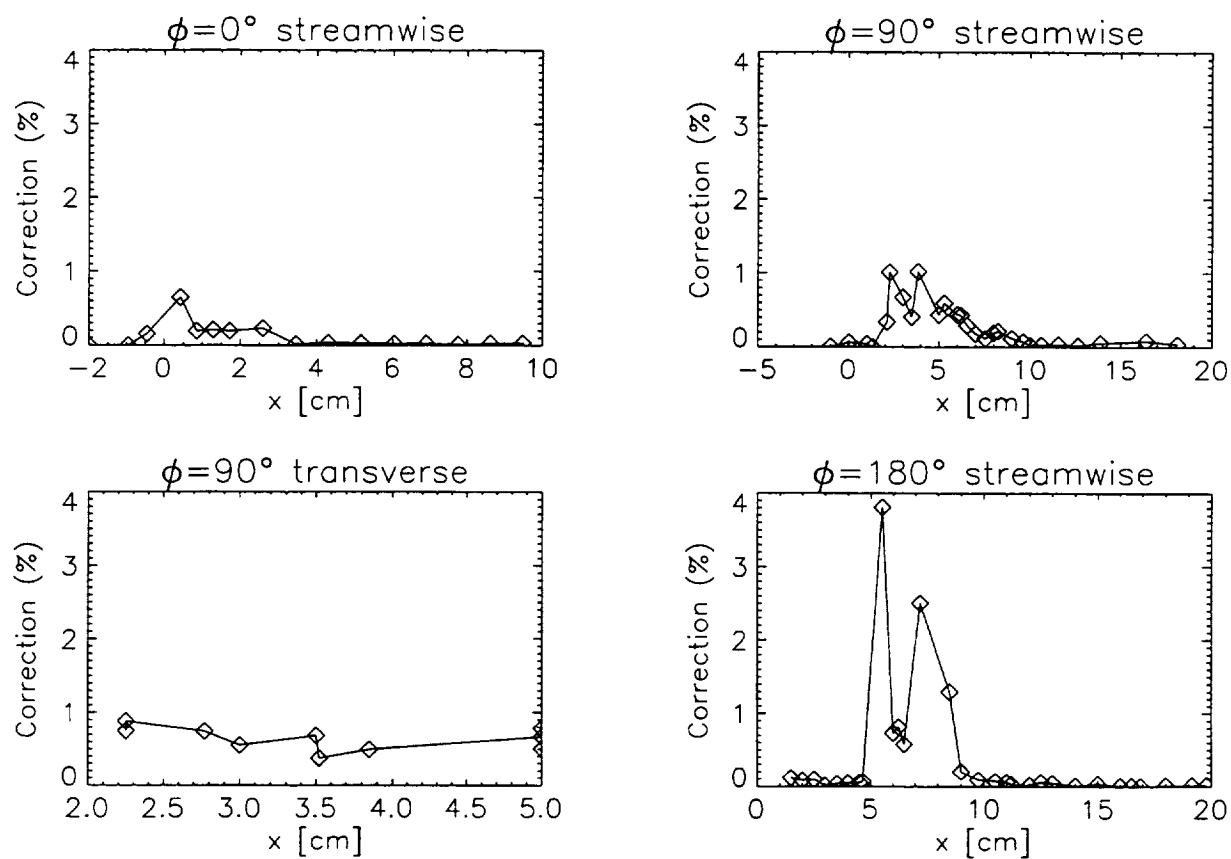 φ=0° streamwise
4
3
2
1
0
Correction (%)
−2 0 2 4 6 8 10
x [cm]
φ=90° streamwise
4
3
2
1
0
Correction (%)
−5 0 5 10 15 20
x [cm]
φ=90° transverse
4
3
2
1
0
Correction (%)
2.0 2.5 3.0 3.5 4.0 4.5 5.0
x [cm]
φ=180° streamwise
4
3
2
1
0
Correction (%)
0 5 10 15 20
x [cm]